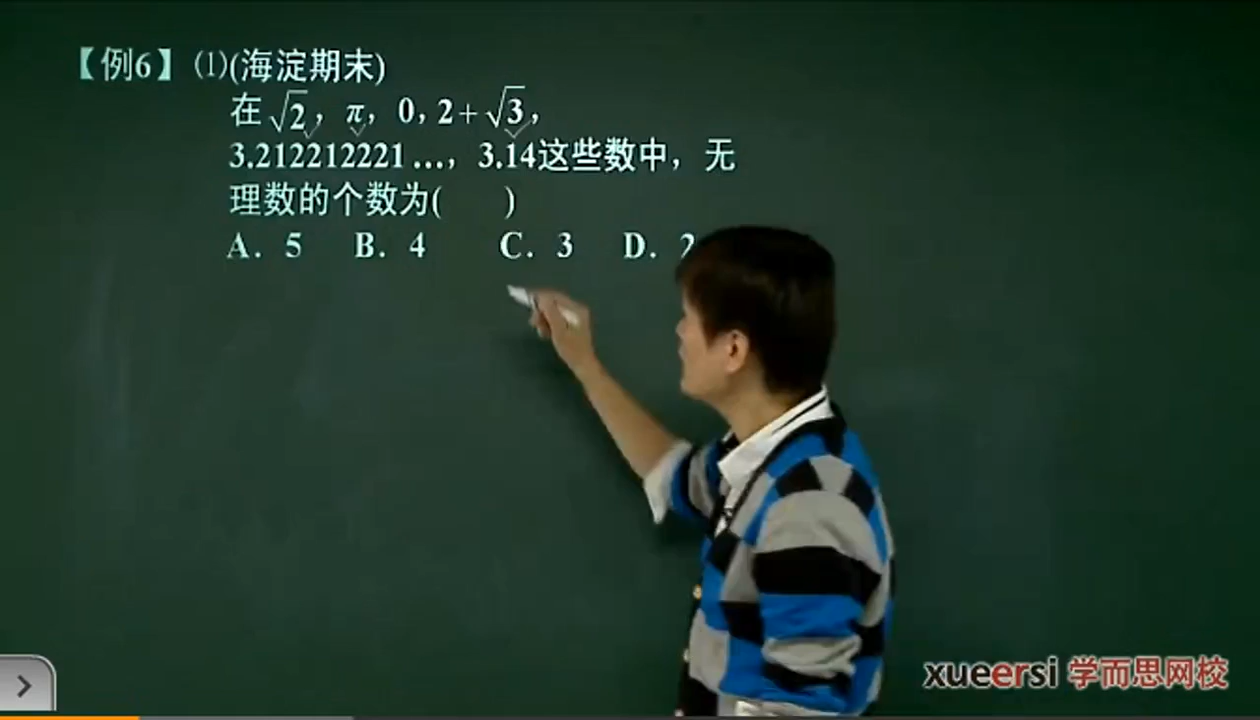 【例6】 ⑴(海淀期末)
在√2, π, 0, 2+√3,
3.212212221…, 3.14这些数中，无
理数的个数为(  )
A. 5 B. 4 C. 3 D. 2
xueersi 学而思网校